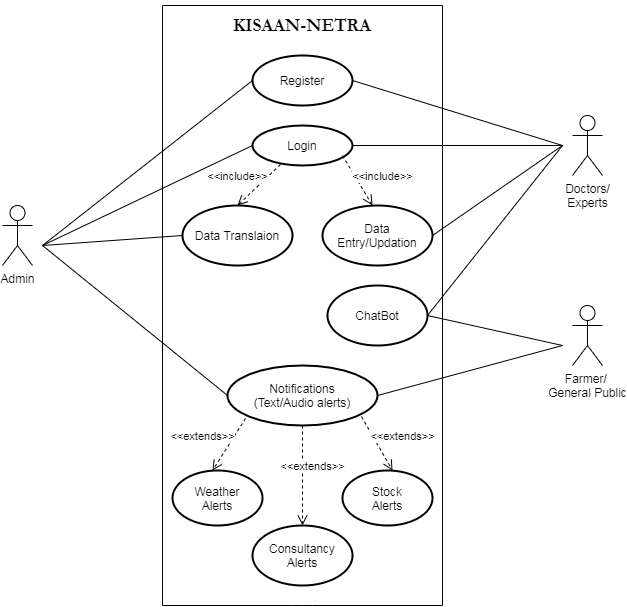 KISAAN-NETRA
Register
Login
<<include>>
<<include>>
Doctors/
Experts
Data Translaion
Data
Entry/Updation
Admin
ChatBot
Farmer/
General Public
Notifications
(Text/Audio alerts)
<<extends>>
<<extends>>
<<extends>>
Weather
Alerts
Stock
Alerts
Consultancy
Alerts